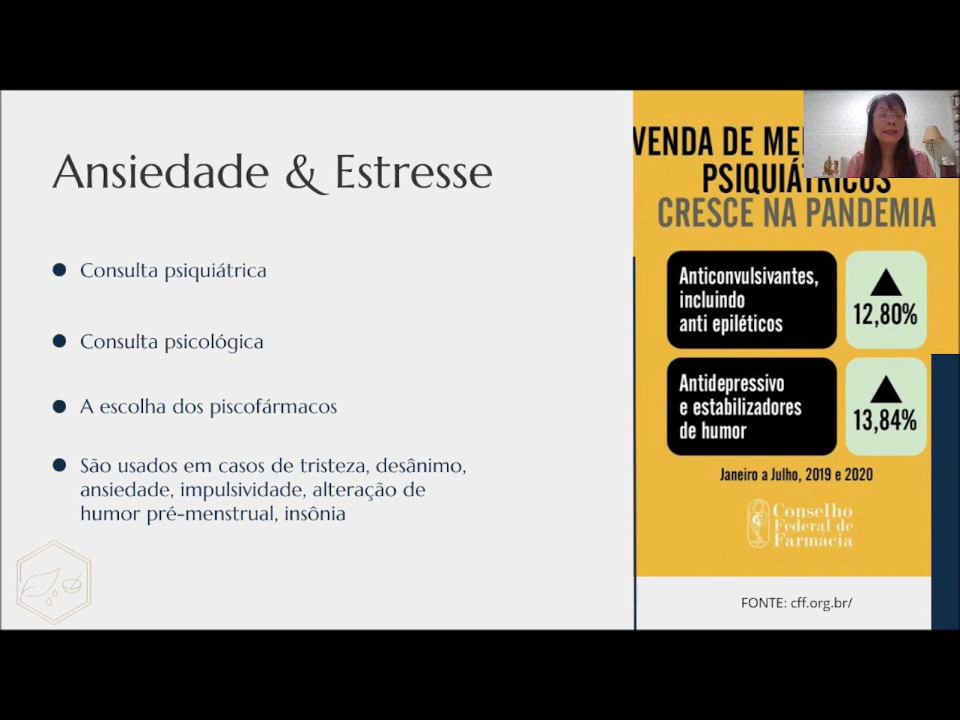 Ansiedade & Estresse
Consulta psiquiátrica
Consulta psicológica
A escolha dos piscofármacos
São usados em casos de tristeza, desânimo,
ansiedade, impulsividade, alteração de
humor pré-menstrual, insônia
VENDA DE
PSIQUIÁTRICOS
CRESCE NA PANDEMIA
Anticonvulsivantes,
incluindo
anti epiléticos
12,80%
Antidepressivo
e estabilizadores
de humor
13,84%
Janeiro a Julho, 2019 e 2020
Conselho
Federal de
Farmácia
FONTE: cff.org.br/